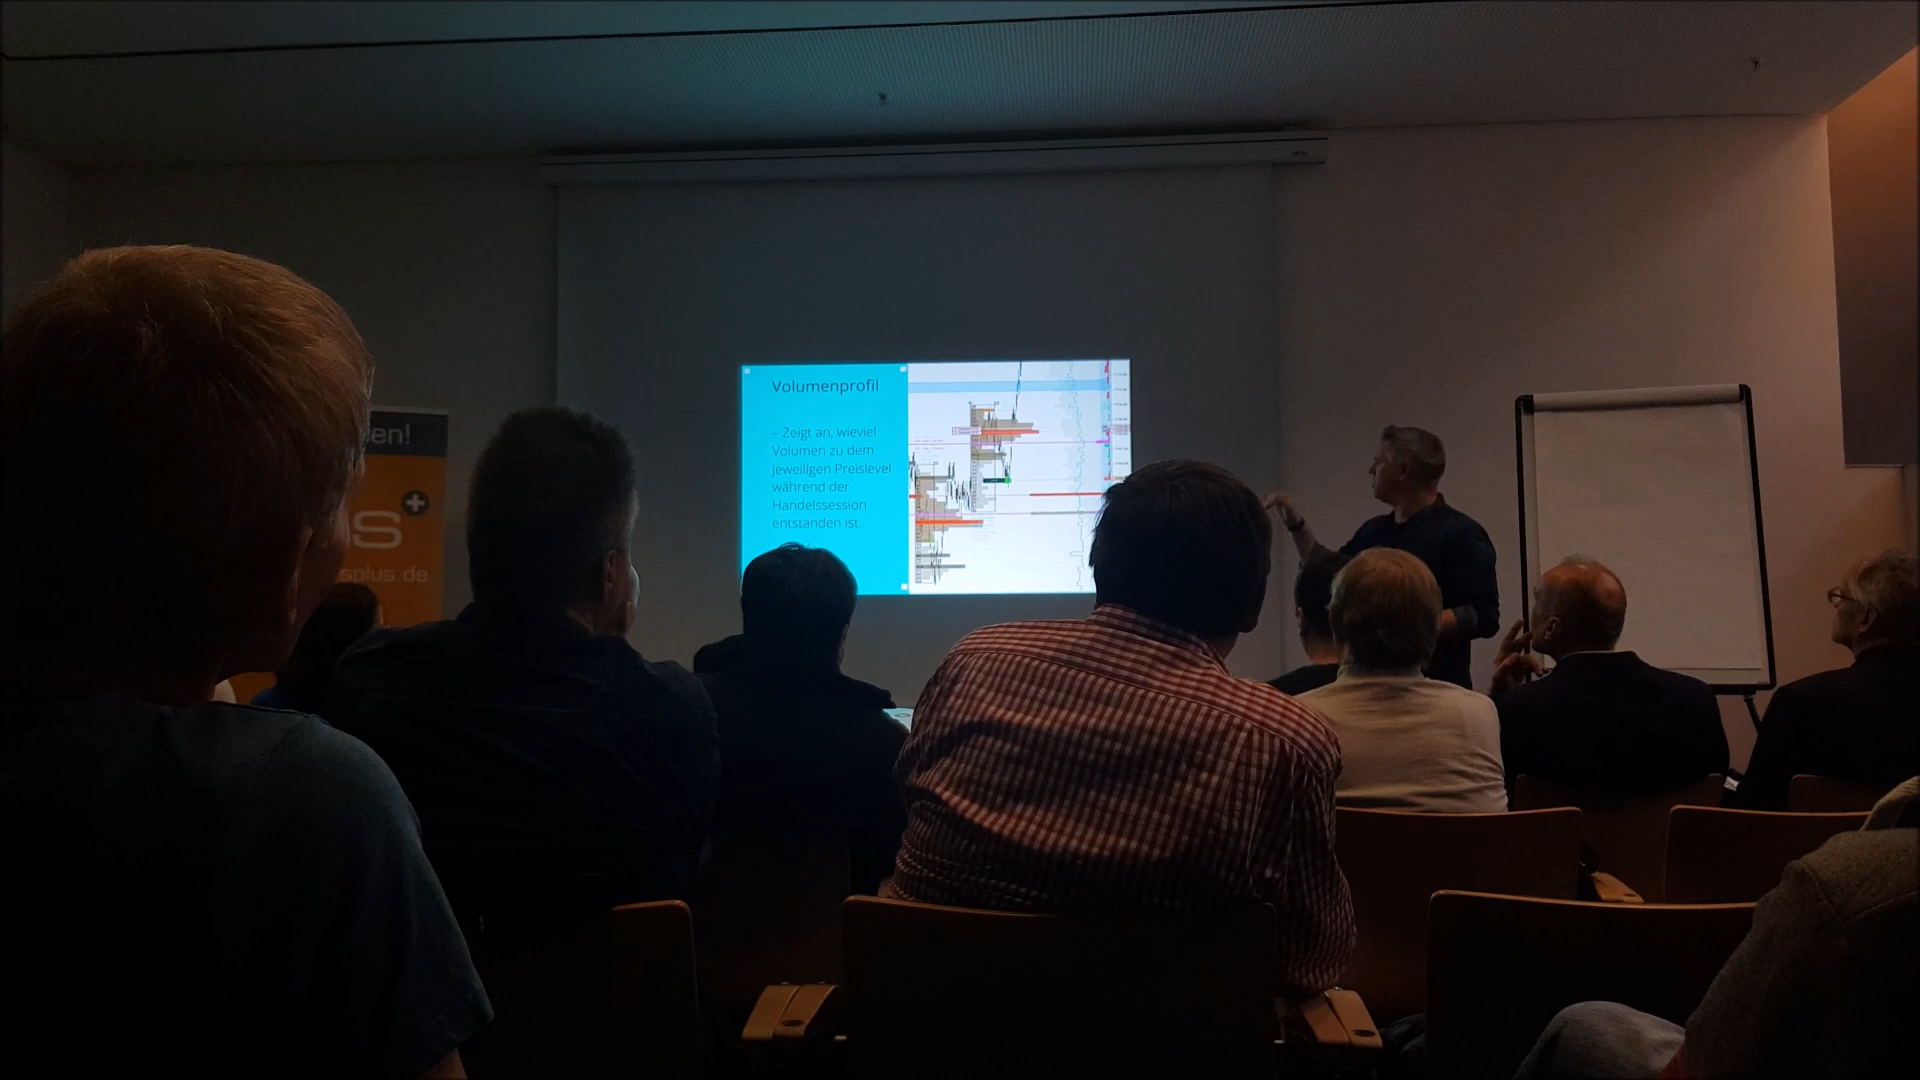 Volumenprofil
– Zeigt an, wieviel
Volumen zu dem
jeweiligen Preislevel
während der
Handelssession
entstanden ist.
en!
s+
splus.de